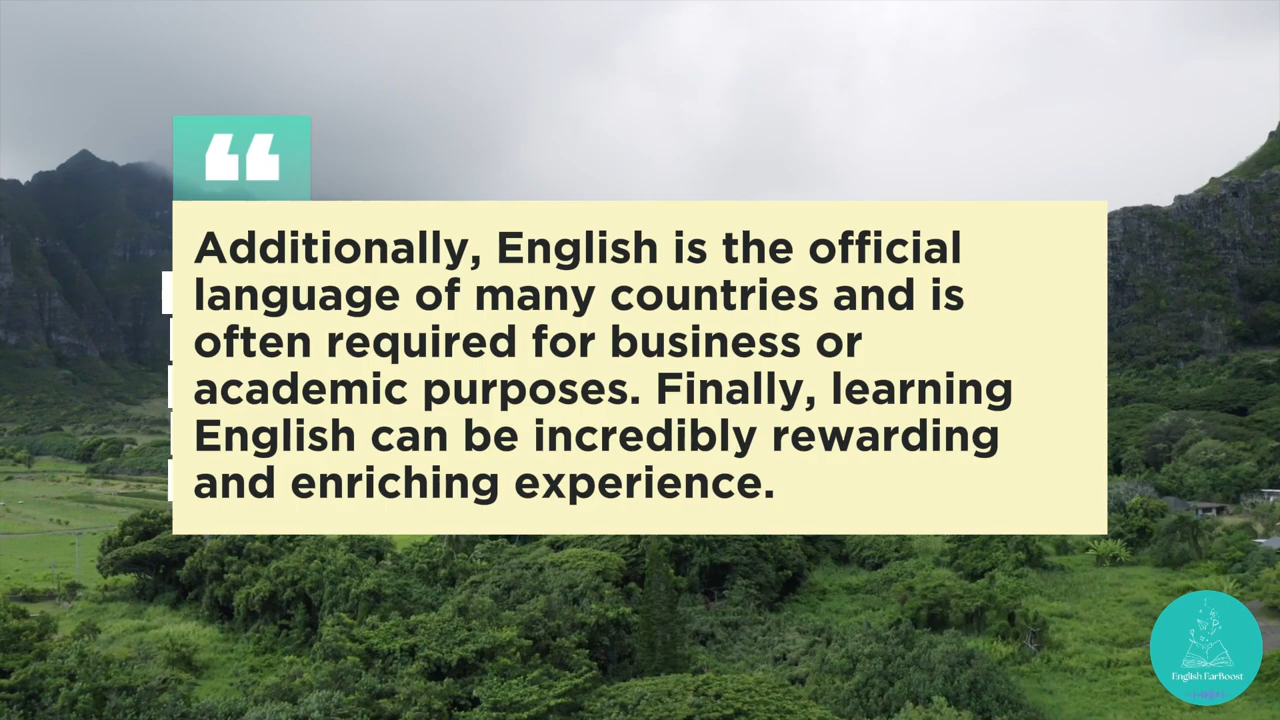 Additionally, English is the official
language of many countries and is
often required for business or
academic purposes. Finally, learning
English can be incredibly rewarding
and enriching experience.
English EarBoost